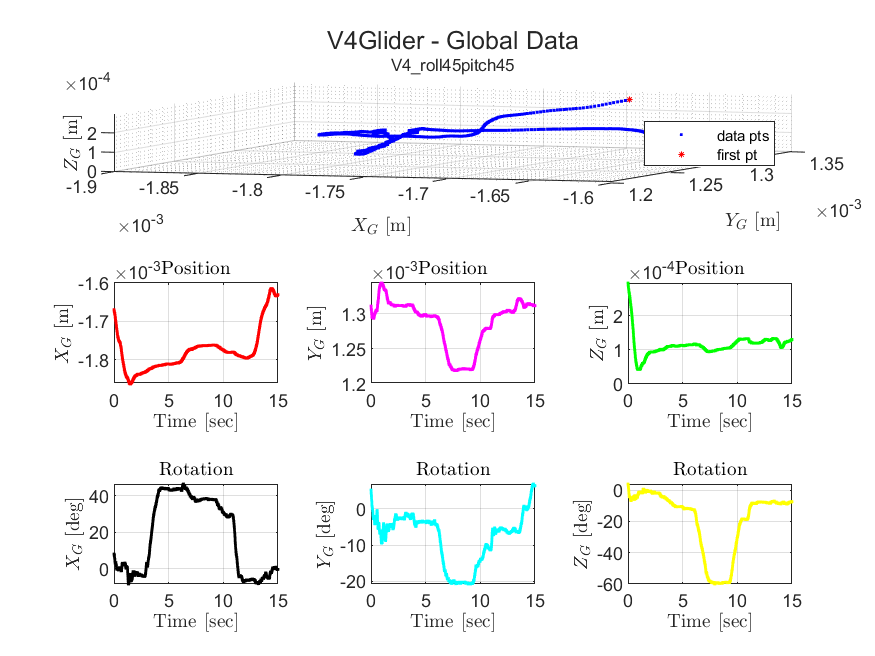 V4Glider - Global Data
V4_roll45pitch45
×10-4
Z_G [m]
2
1
0
-1.9
-1.85
-1.8
-1.75
-1.7
-1.65
-1.6
1.2
1.25
1.3
1.35
×10-3
X_G [m]
Y_G [m]
×10-3
data pts
first pt
×10-3 Position
X_G [m]
-1.6
-1.7
-1.8
0 5 10 15
Time [sec]
×10-3 Position
Y_G [m]
1.3
1.25
1.2
0 5 10 15
Time [sec]
×10-4 Position
Z_G [m]
2
1
0
0 5 10 15
Time [sec]
Rotation
X_G [deg]
40
20
0
0 5 10 15
Time [sec]
Rotation
Y_G [deg]
0
-10
-20
0 5 10 15
Time [sec]
Rotation
Z_G [deg]
0
-20
-40
-60
0 5 10 15
Time [sec]